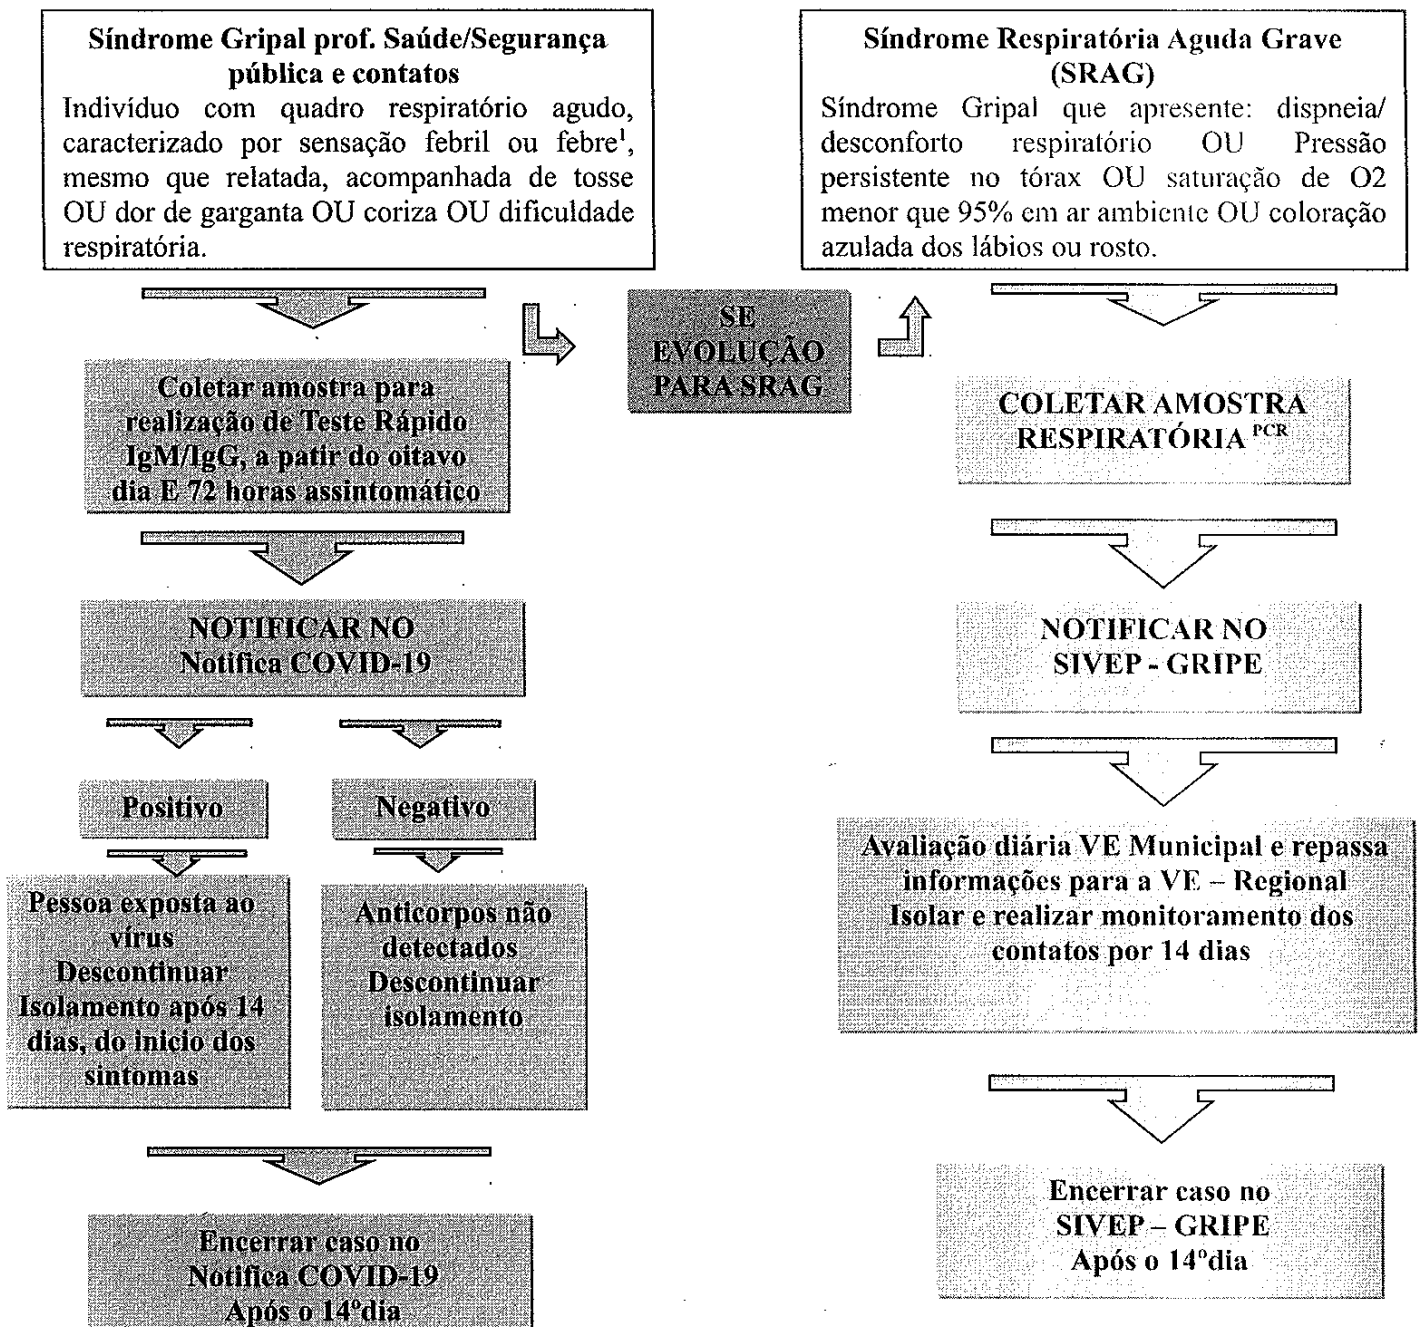 Síndrome Gripal prof. Saúde/Segurança
pública e contatos
Indivíduo com quadro respiratório agudo,
caracterizado por sensação febril ou febre¹,
mesmo que relatada, acompanhada de tosse
OU dor de garganta OU coriza OU dificuldade
respiratória.
Coletar amostra para
realização de Teste Rápido
IgM/IgG, a patir do oitavo
dia E 72 horas assintomático
NOTIFICAR NO
Notifica COVID-19
Positivo
Negativo
Pessoa exposta ao
vírus
Descontinuar
Isolamento após 14
dias, do inicio dos
sintomas
Anticorpos não
detectados
Descontinuar
isolamento
Encerrar caso no
Notifica COVID-19
Após o 14ºdia
SE
EVOLUÇÃO
PARA SRAG
Síndrome Respiratória Aguda Grave
(SRAG)
Síndrome Gripal que apresente: dispneia/
desconforto respiratório OU Pressão
persistente no tórax OU saturação de O2
menor que 95% em ar ambiente OU coloração
azulada dos lábios ou rosto.
COLETAR AMOSTRA
RESPIRATÓRIA PCR
NOTIFICAR NO
SIVEP - GRIPE
Avaliação diária VE Municipal e repassa
informações para a VE – Regional
Isolar e realizar monitoramento dos
contatos por 14 dias
Encerrar caso no
SIVEP – GRIPE
Após o 14ºdia